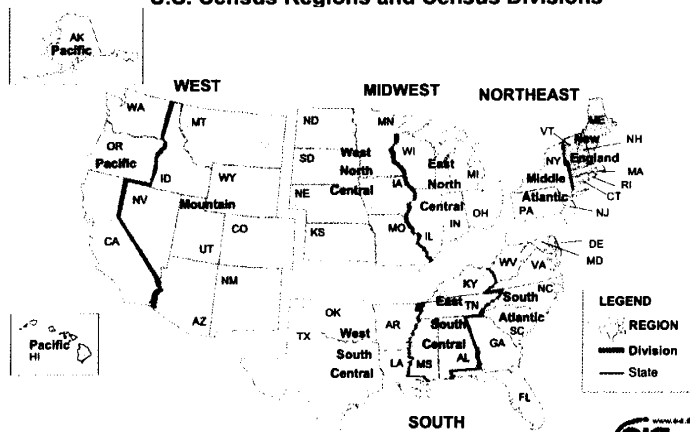 U.S. Census Regions and Census Divisions
AK
Pacific
WEST
MIDWEST
NORTHEAST
WA
MT
ND
MN
VT
ME
New
NH
OR
Pacific
SD
West
North
Central
WI
East
North
Central
MI
NY
England
MA
RI
CT
Middle
Atlantic
PA
NJ
ID
WY
NE
IA
OH
NV
Mountain
CA
UT
CO
KS
MO
IL
IN
DE
MD
WV
VA
KY
NM
AZ
OK
TX
AR
West
South
Central
LA
MS
East
South
Central
TN
AL
NC
South
Atlantic
SC
GA
FL
Pacific
HI
LEGEND
REGION
Division
State
SOUTH